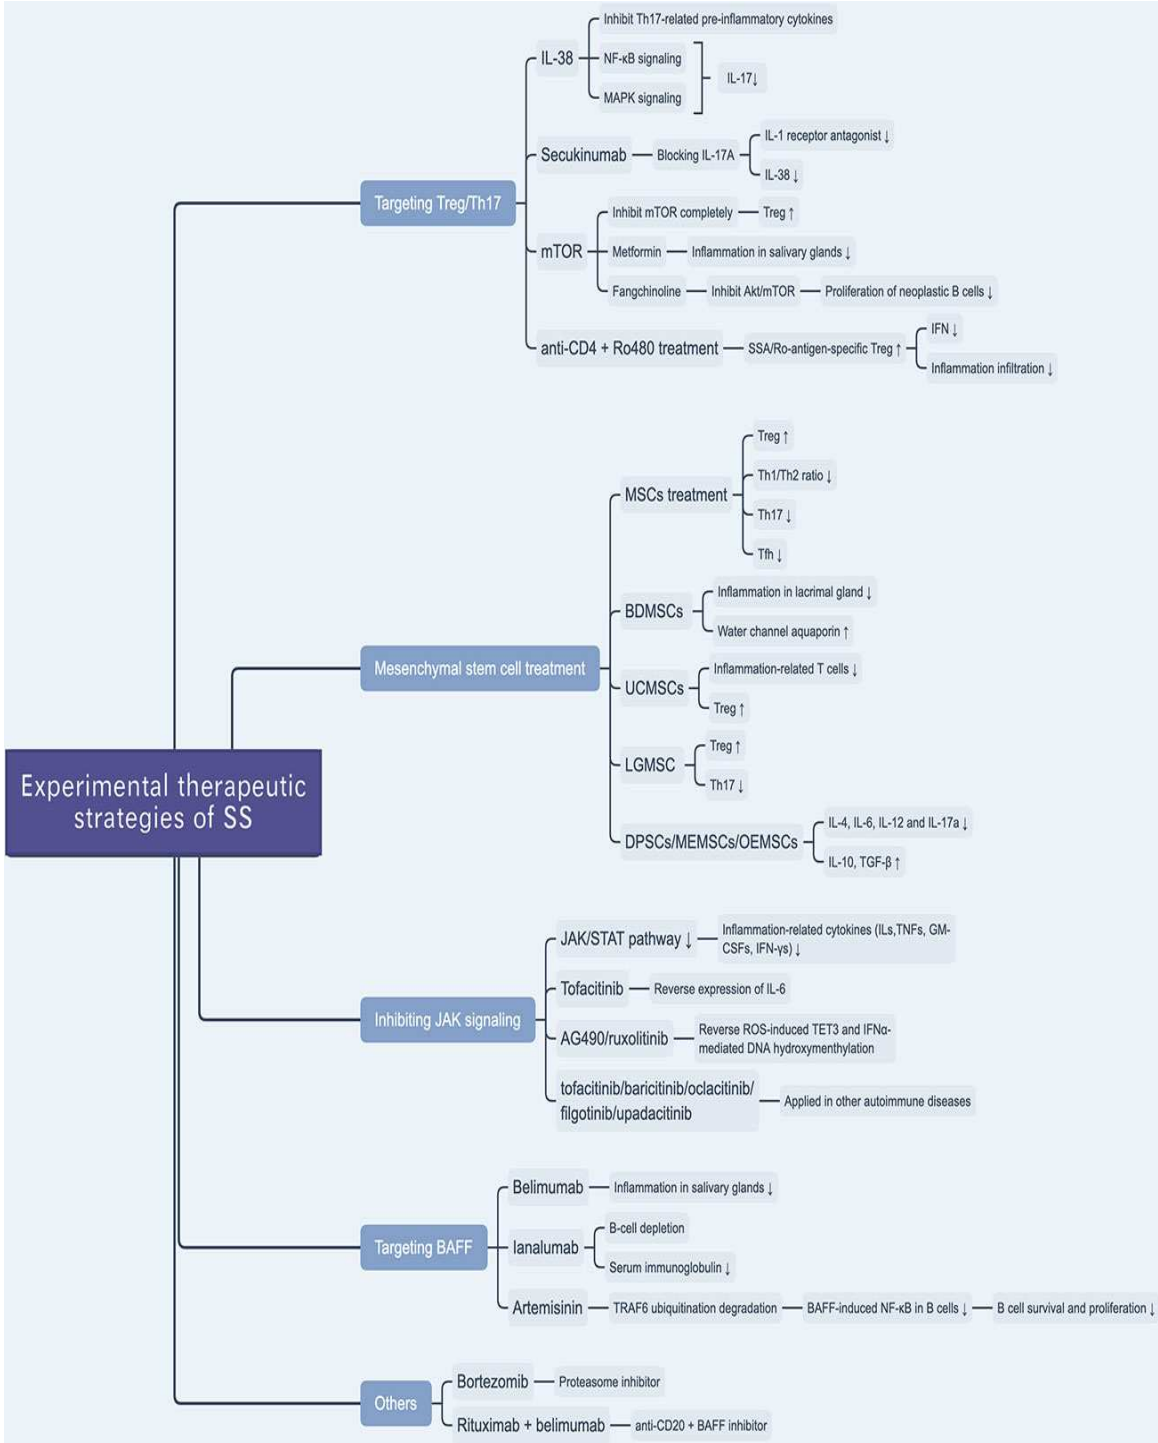 Experimental therapeutic
strategies of SS
Targeting Treg/Th17
IL-38
Inhibit Th17-related pre-inflammatory cytokines
NF-κB signaling
MAPK signaling
IL-17↓
Secukinumab
Blocking IL-17A
IL-1 receptor antagonist ↓
IL-38 ↓
mTOR
Inhibit mTOR completely
Treg ↑
Metformin
Inflammation in salivary glands ↓
Fangchinoline
Inhibit Akt/mTOR
Proliferation of neoplastic B cells ↓
anti-CD4 + Ro480 treatment
SSA/Ro-antigen-specific Treg ↑
IFN ↓
Inflammation infiltration ↓
Mesenchymal stem cell treatment
MSCs treatment
Treg ↑
Th1/Th2 ratio ↓
Th17 ↓
Tfh ↓
BDMSCs
Inflammation in lacrimal gland ↓
Water channel aquaporin ↑
UCMSCs
Inflammation-related T cells ↓
Treg ↑
LGMSC
Treg ↑
Th17 ↓
DPSCs/MEMSCs/OEMSCs
IL-4, IL-6, IL-12 and IL-17a ↓
IL-10, TGF-β ↑
Inhibiting JAK signaling
JAK/STAT pathway ↓
Inflammation-related cytokines (ILs,TNFs, GM-
CSFs, IFN-γs) ↓
Tofacitinib
Reverse expression of IL-6
AG490/ruxolitinib
Reverse ROS-induced TET3 and IFNα-
mediated DNA hydroxymenthylation
tofacitinib/baricitinib/oclacitinib/
filgotinib/upadacitinib
Applied in other autoimmune diseases
Targeting BAFF
Belimumab
Inflammation in salivary glands ↓
Ianalumab
B-cell depletion
Serum immunoglobulin ↓
Artemisinin
TRAF6 ubiquitination degradation
BAFF-induced NF-κB in B cells ↓
B cell survival and proliferation ↓
Others
Bortezomib
Proteasome inhibitor
Rituximab + belimumab
anti-CD20 + BAFF inhibitor